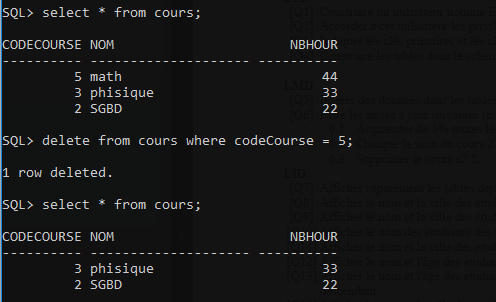 SQL> select * from cours;
CODECOURSE NOM                      NBHOUR
---------- -------------------- ----------
         5 math                         44
         3 phisique                     33
         2 SGBD                         22
SQL> delete from cours where codeCourse = 5;
1 row deleted.
SQL> select * from cours;
CODECOURSE NOM                      NBHOUR
---------- -------------------- ----------
         3 phisique                     33
         2 SGBD                         22